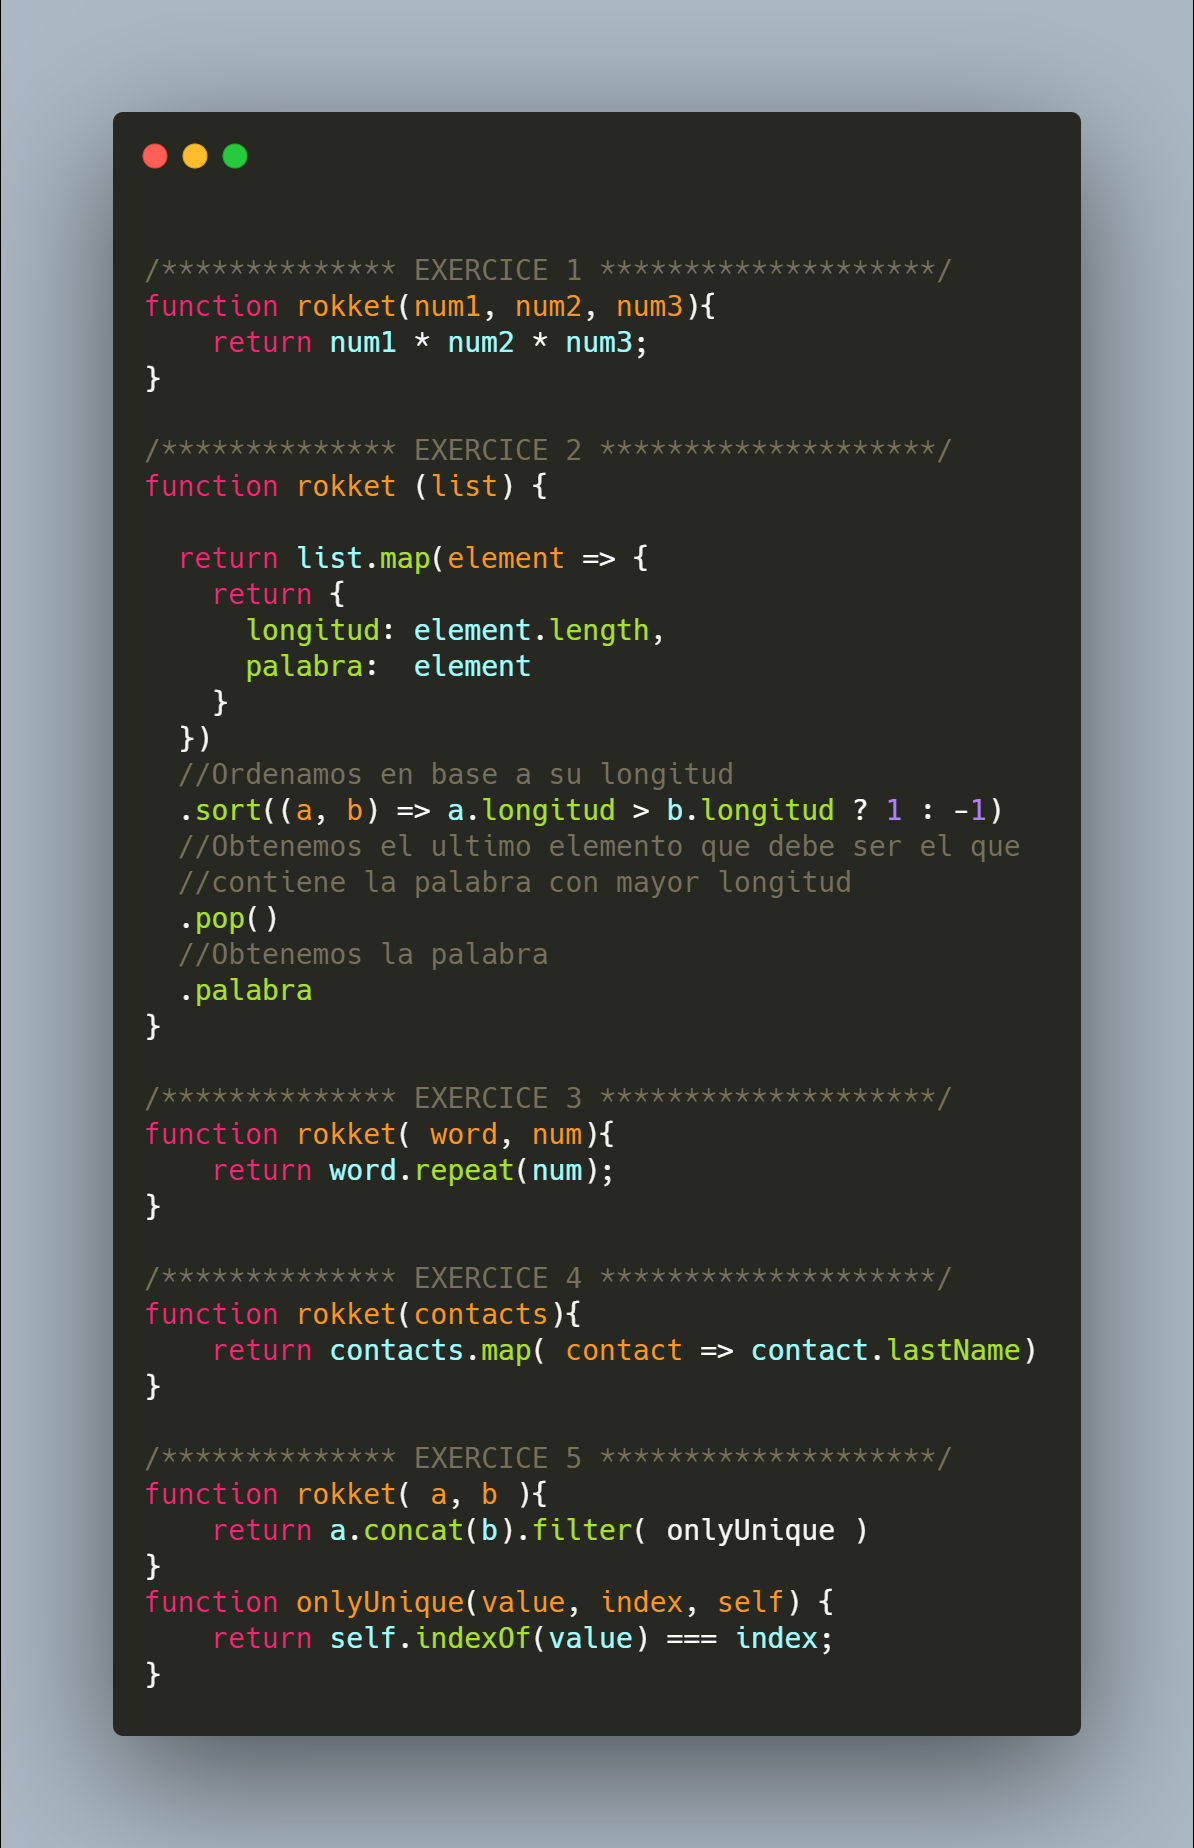 /************** EXERCICE 1 ********************/
function rokket(num1, num2, num3){
    return num1 * num2 * num3;
}
/************** EXERCICE 2 ********************/
function rokket (list) {
  return list.map(element => {
    return {
      longitud: element.length,
      palabra:  element
    }
  })
  //Ordenamos en base a su longitud
  .sort((a, b) => a.longitud > b.longitud ? 1 : -1)
  //Obtenemos el ultimo elemento que debe ser el que
  //contiene la palabra con mayor longitud
  .pop()
  //Obtenemos la palabra
  .palabra
}
/************** EXERCICE 3 ********************/
function rokket( word, num){
    return word.repeat(num);
}
/************** EXERCICE 4 ********************/
function rokket(contacts){
    return contacts.map( contact => contact.lastName)
}
/************** EXERCICE 5 ********************/
function rokket( a, b ){
    return a.concat(b).filter( onlyUnique )
}
function onlyUnique(value, index, self) {
    return self.indexOf(value) === index;
}